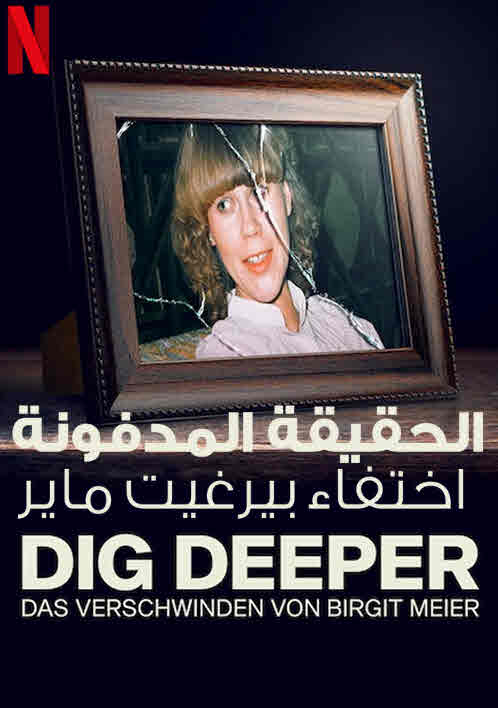 N
الحقيقة المدفونة
اختفاء بيرغيت ماير
DIG DEEPER
DAS VERSCHWINDEN VON BIRGIT MEIER